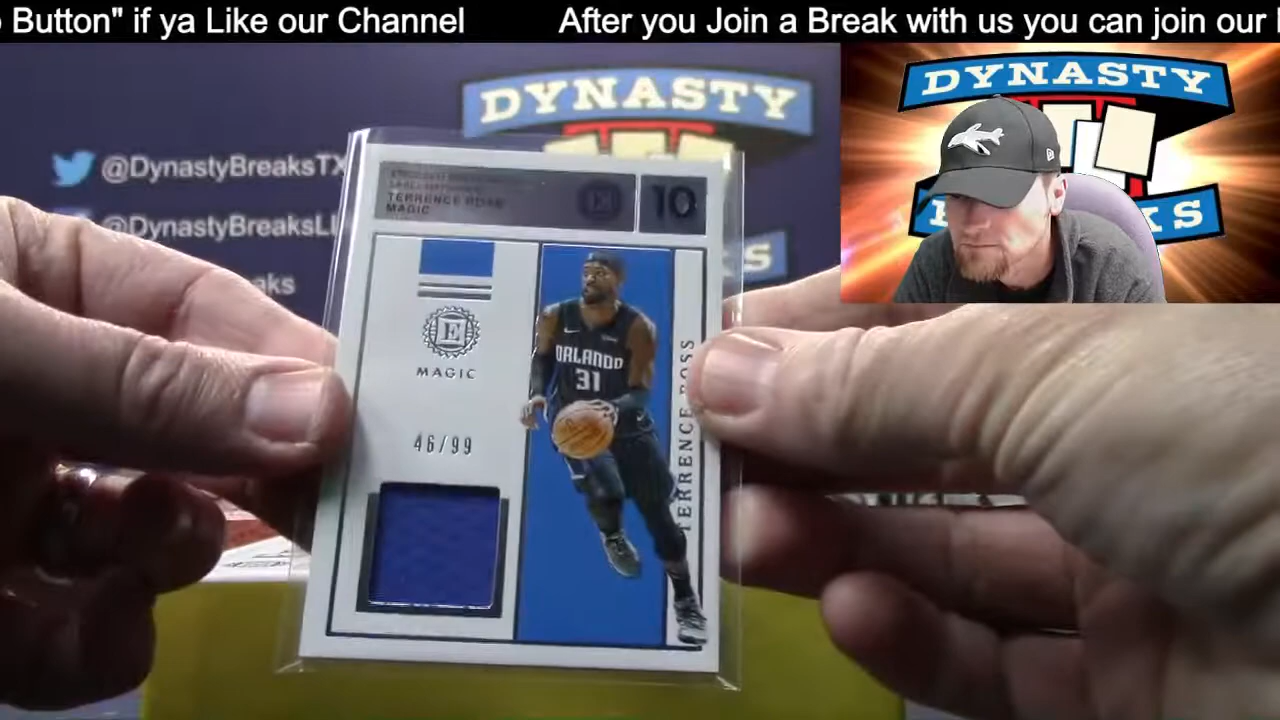 Button" if ya Like our Channel
After you Join a Break with us you can join our
DYNASTY
@DynastyBreaksTX
@DynastyBreaksLL
TERRENCE ROSS
MAGIC
E
10
E
MAGIC
46/99
ORLANDO
31
TERRENCE ROSS
DYNASTY